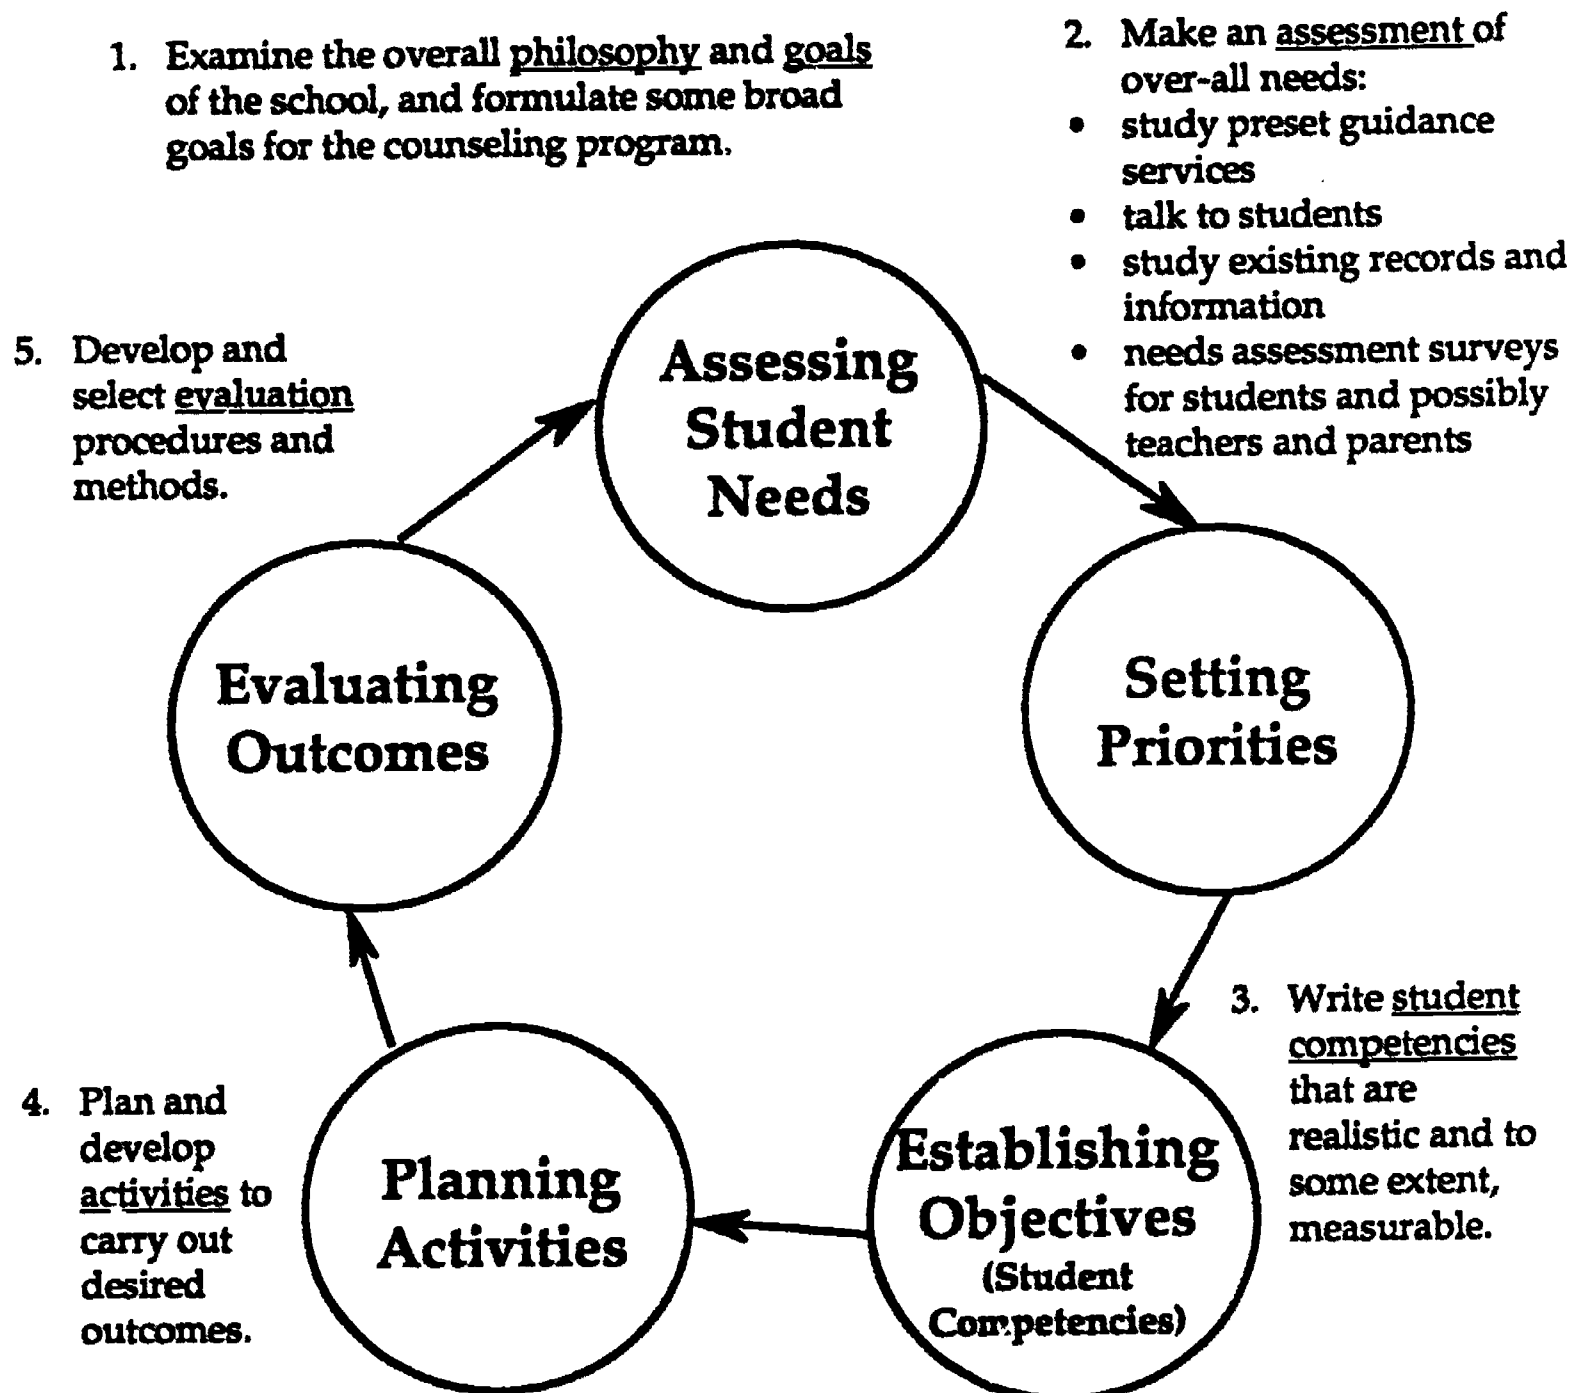 1. Examine the overall philosophy and goals
of the school, and formulate some broad
goals for the counseling program.
2. Make an assessment of
over-all needs:
• study preset guidance
services
• talk to students
• study existing records and
information
• needs assessment surveys
for students and possibly
teachers and parents
5. Develop and
select evaluation
procedures and
methods.
Assessing
Student
Needs
Evaluating
Outcomes
Setting
Priorities
3. Write student
competencies
that are
realistic and to
some extent,
measurable.
4. Plan and
develop
activities to
carry out
desired
outcomes.
Planning
Activities
Establishing
Objectives
(Student
Competencies)